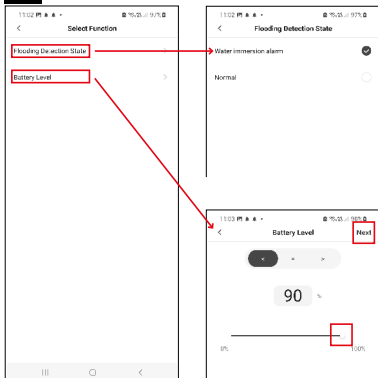 11:02
97%
Select Function
Flooding Detection State
Battery Level
11:02
97%
Flooding Detection State
Water immersion alarm
Normal
11:03
98%
Battery Level
Next
< = >
90 %
0%
100%